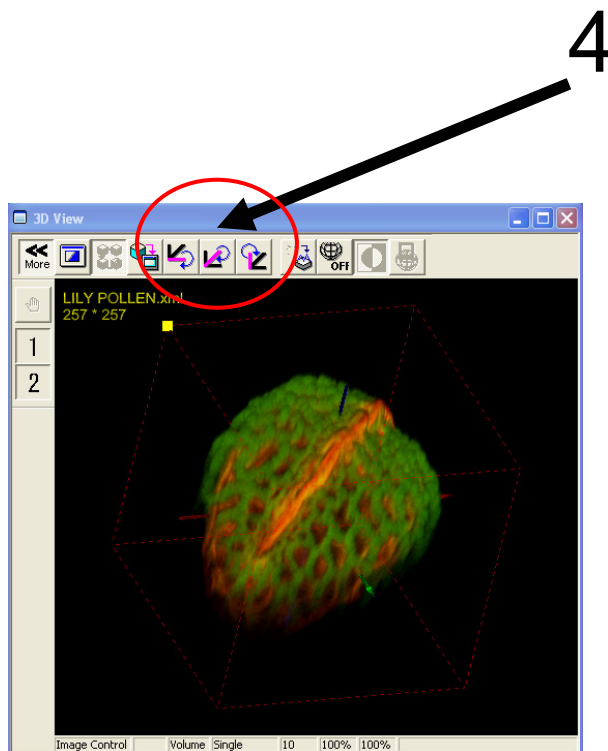 4
3D View
<<
More
OFF
LILY POLLEN.xml
257 * 257
1
2
Image Control Volume Single 10 100% 100%